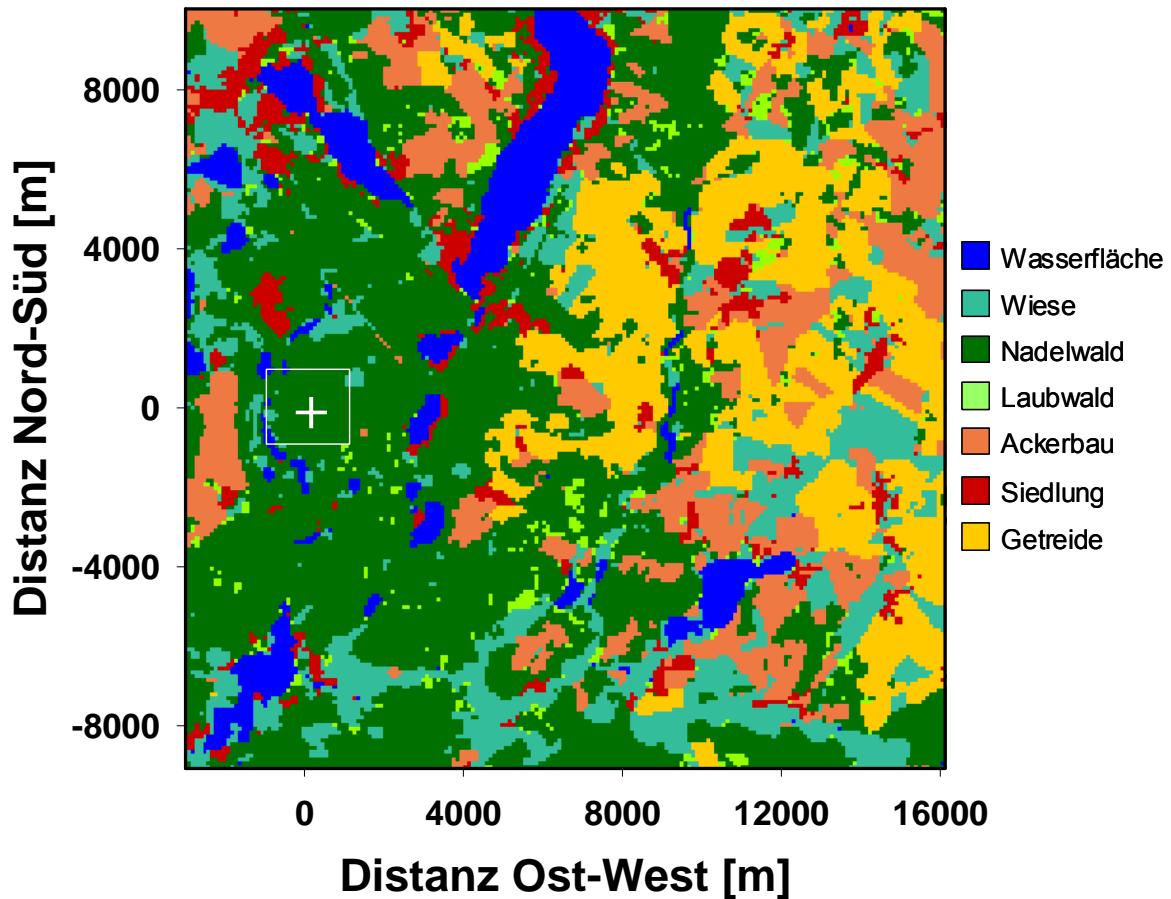 Distanz Nord-Süd [m]
8000
4000
0
-4000
-8000
0 4000 8000 12000 16000
Distanz Ost-West [m]
Wasserfläche
Wiese
Nadelwald
Laubwald
Ackerbau
Siedlung
Getreide